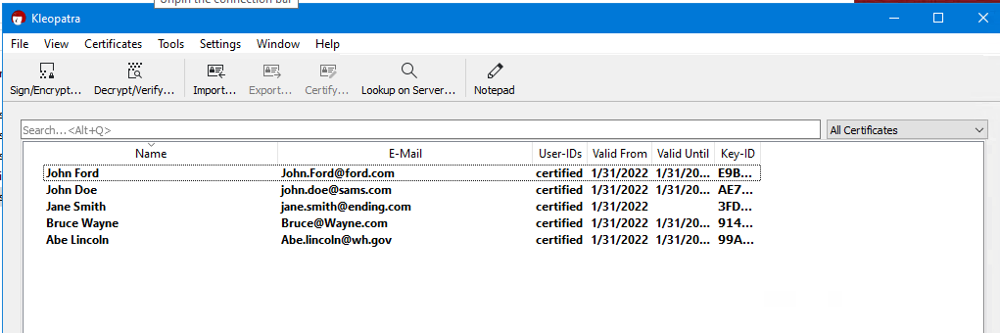 Unpin the connection bar
Kleopatra
File View Certificates Tools Settings Window Help
Sign/Encrypt... Decrypt/Verify... Import... Export... Certify... Lookup on Server... Notepad
Search...<Alt+Q> All Certificates
Name E-Mail User-IDs Valid From Valid Until Key-ID
John Ford John.Ford@ford.com certified 1/31/2022 1/31/20... E9B...
John Doe john.doe@sams.com certified 1/31/2022 1/31/20... AE7...
Jane Smith jane.smith@ending.com certified 1/31/2022 3FD...
Bruce Wayne Bruce@Wayne.com certified 1/31/2022 1/31/20... 914...
Abe Lincoln Abe.lincoln@wh.gov certified 1/31/2022 1/31/20... 99A...